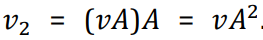 v₂ = (vA)A = vA².